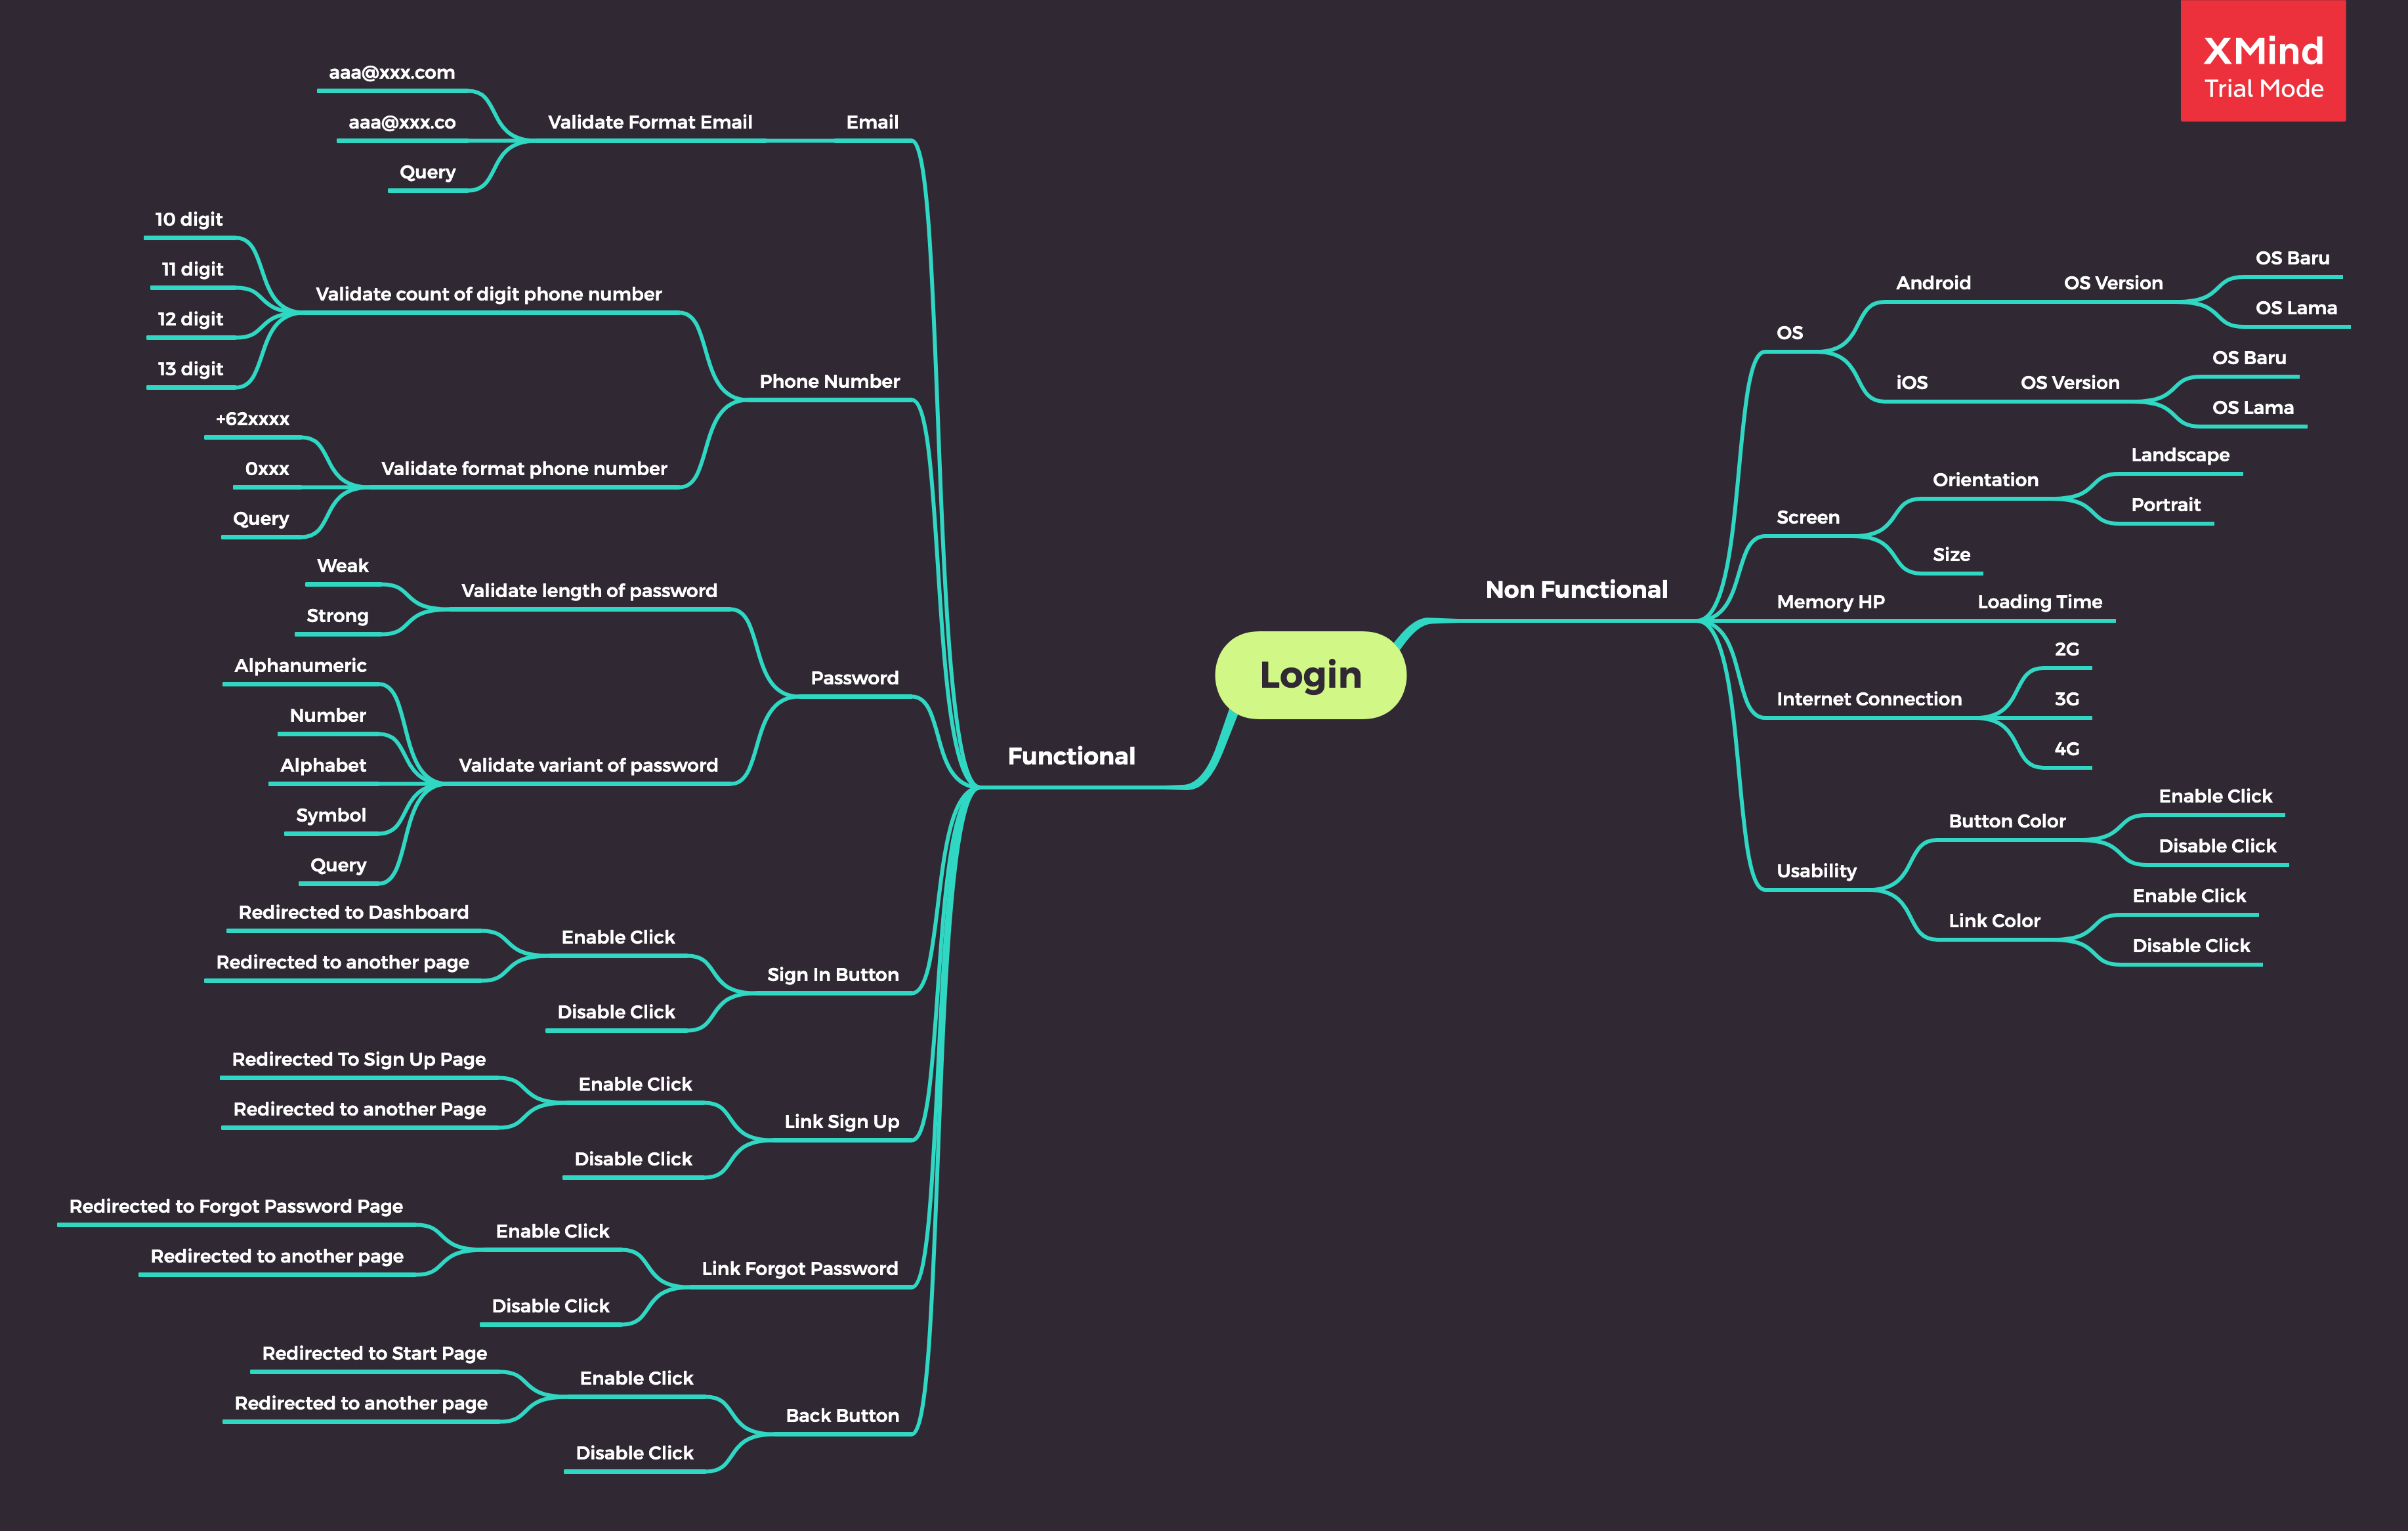 XMind
Trial Mode
Login
Functional
Email
Validate Format Email
aaa@xxx.com
aaa@xxx.co
Query
Phone Number
Validate count of digit phone number
10 digit
11 digit
12 digit
13 digit
Validate format phone number
+62xxxx
0xxx
Query
Password
Validate length of password
Weak
Strong
Validate variant of password
Alphanumeric
Number
Alphabet
Symbol
Query
Sign In Button
Enable Click
Redirected to Dashboard
Redirected to another page
Disable Click
Link Sign Up
Enable Click
Redirected To Sign Up Page
Redirected to another Page
Disable Click
Link Forgot Password
Enable Click
Redirected to Forgot Password Page
Redirected to another page
Disable Click
Back Button
Enable Click
Redirected to Start Page
Redirected to another page
Disable Click
Non Functional
OS
Android
OS Version
OS Baru
OS Lama
iOS
OS Version
OS Baru
OS Lama
Screen
Orientation
Landscape
Portrait
Size
Memory HP
Loading Time
Internet Connection
2G
3G
4G
Usability
Button Color
Enable Click
Disable Click
Link Color
Enable Click
Disable Click